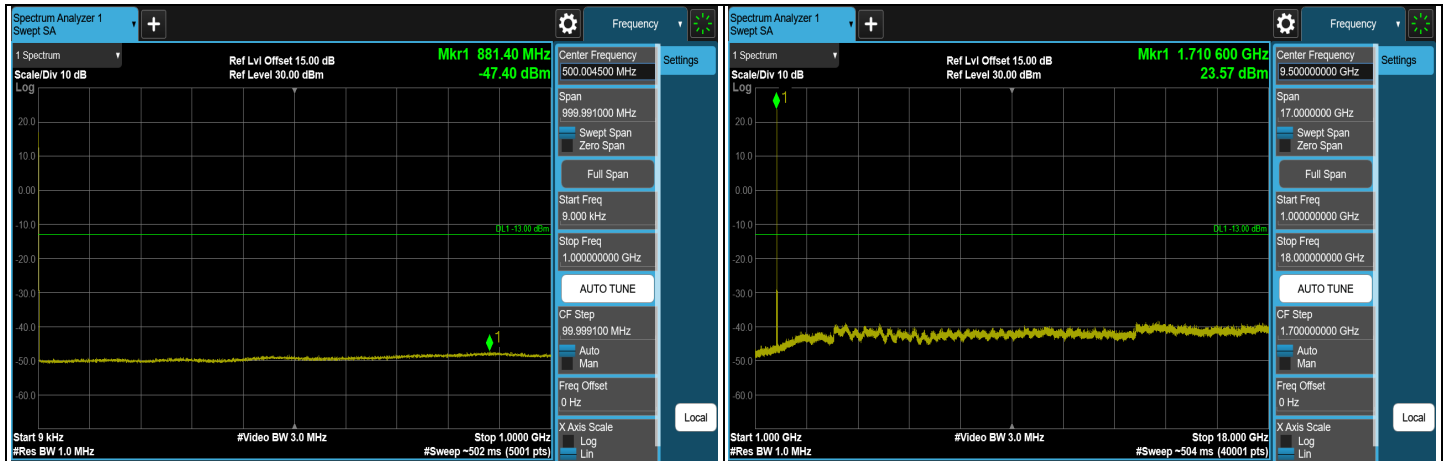 Spectrum Analyzer 1
Swept SA
+
Frequency
1 Spectrum
Scale/Div 10 dB
Log
Ref Lvl Offset 15.00 dB
Ref Level 30.00 dBm
Mkr1 881.40 MHz
-47.40 dBm
1
20.0
10.0
0.00
-10.0
-20.0
-30.0
-40.0
-50.0
-60.0
DL1 -13.00 dBm
Start 9 kHz
#Res BW 1.0 MHz
#Video BW 3.0 MHz
Stop 1.0000 GHz
#Sweep ~502 ms (5001 pts)
Center Frequency
500.004500 MHz
Span
999.991000 MHz
Swept Span
Zero Span
Full Span
Start Freq
9.000 kHz
Stop Freq
1.000000000 GHz
AUTO TUNE
CF Step
99.999100 MHz
Auto
Man
Freq Offset
0 Hz
X Axis Scale
Log
Lin
Settings
Local
Spectrum Analyzer 1
Swept SA
+
Frequency
1 Spectrum
Scale/Div 10 dB
Log
Ref Lvl Offset 15.00 dB
Ref Level 30.00 dBm
Mkr1 1.710 600 GHz
23.57 dBm
1
20.0
10.0
0.00
-10.0
-20.0
-30.0
-40.0
-50.0
-60.0
DL1 -13.00 dBm
Start 1.000 GHz
#Res BW 1.0 MHz
#Video BW 3.0 MHz
Stop 18.000 GHz
#Sweep ~504 ms (40001 pts)
Center Frequency
9.500000000 GHz
Span
17.0000000 GHz
Swept Span
Zero Span
Full Span
Start Freq
1.000000000 GHz
Stop Freq
18.000000000 GHz
AUTO TUNE
CF Step
1.700000000 GHz
Auto
Man
Freq Offset
0 Hz
X Axis Scale
Log
Lin
Settings
Local